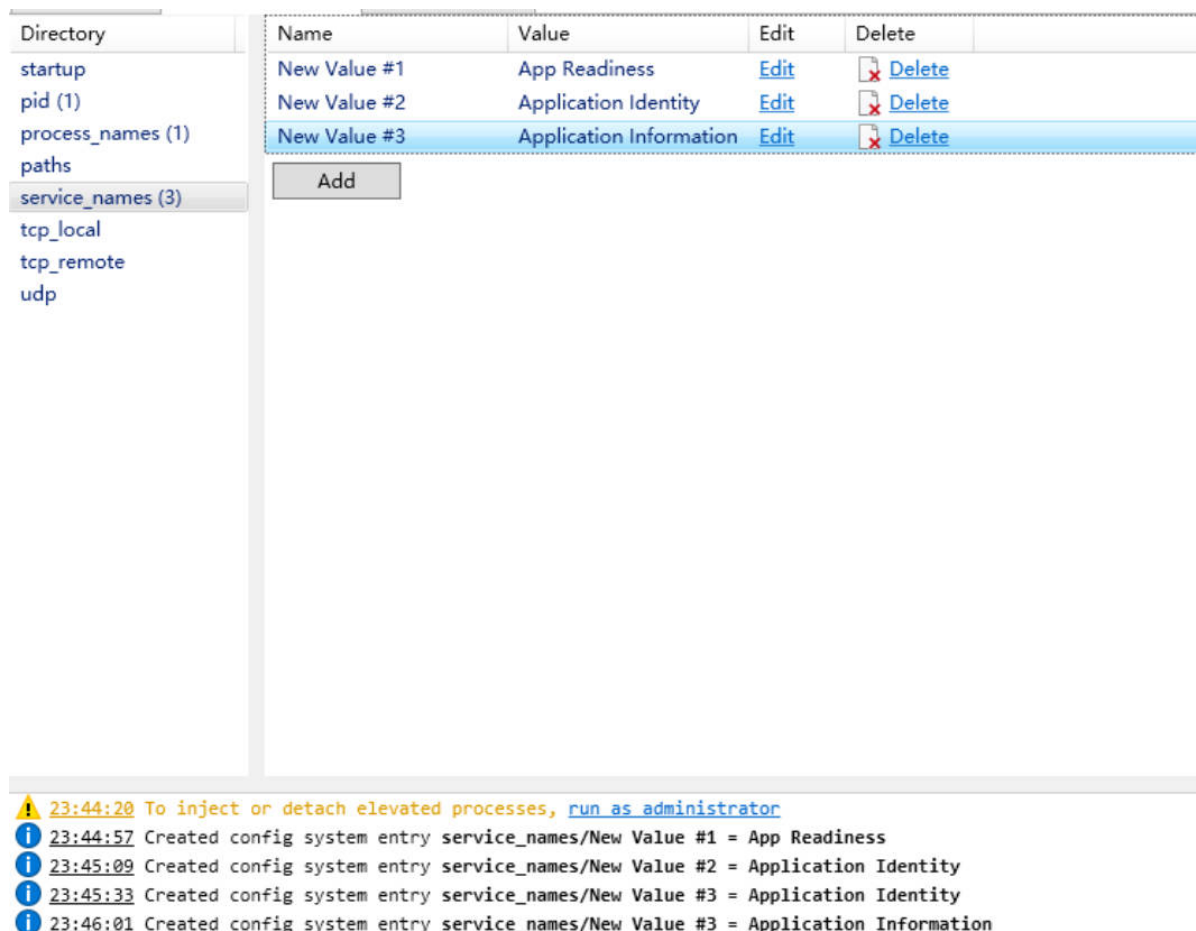 Directory
startup
pid (1)
process_names (1)
paths
service_names (3)
tcp_local
tcp_remote
udp
Name Value Edit Delete
New Value #1 App Readiness Edit Delete
New Value #2 Application Identity Edit Delete
New Value #3 Application Information Edit Delete
Add
23:44:20 To inject or detach elevated processes, run as administrator
23:44:57 Created config system entry service_names/New Value #1 = App Readiness
23:45:09 Created config system entry service_names/New Value #2 = Application Identity
23:45:33 Created config system entry service_names/New Value #3 = Application Identity
23:46:01 Created config system entry service_names/New Value #3 = Application Information